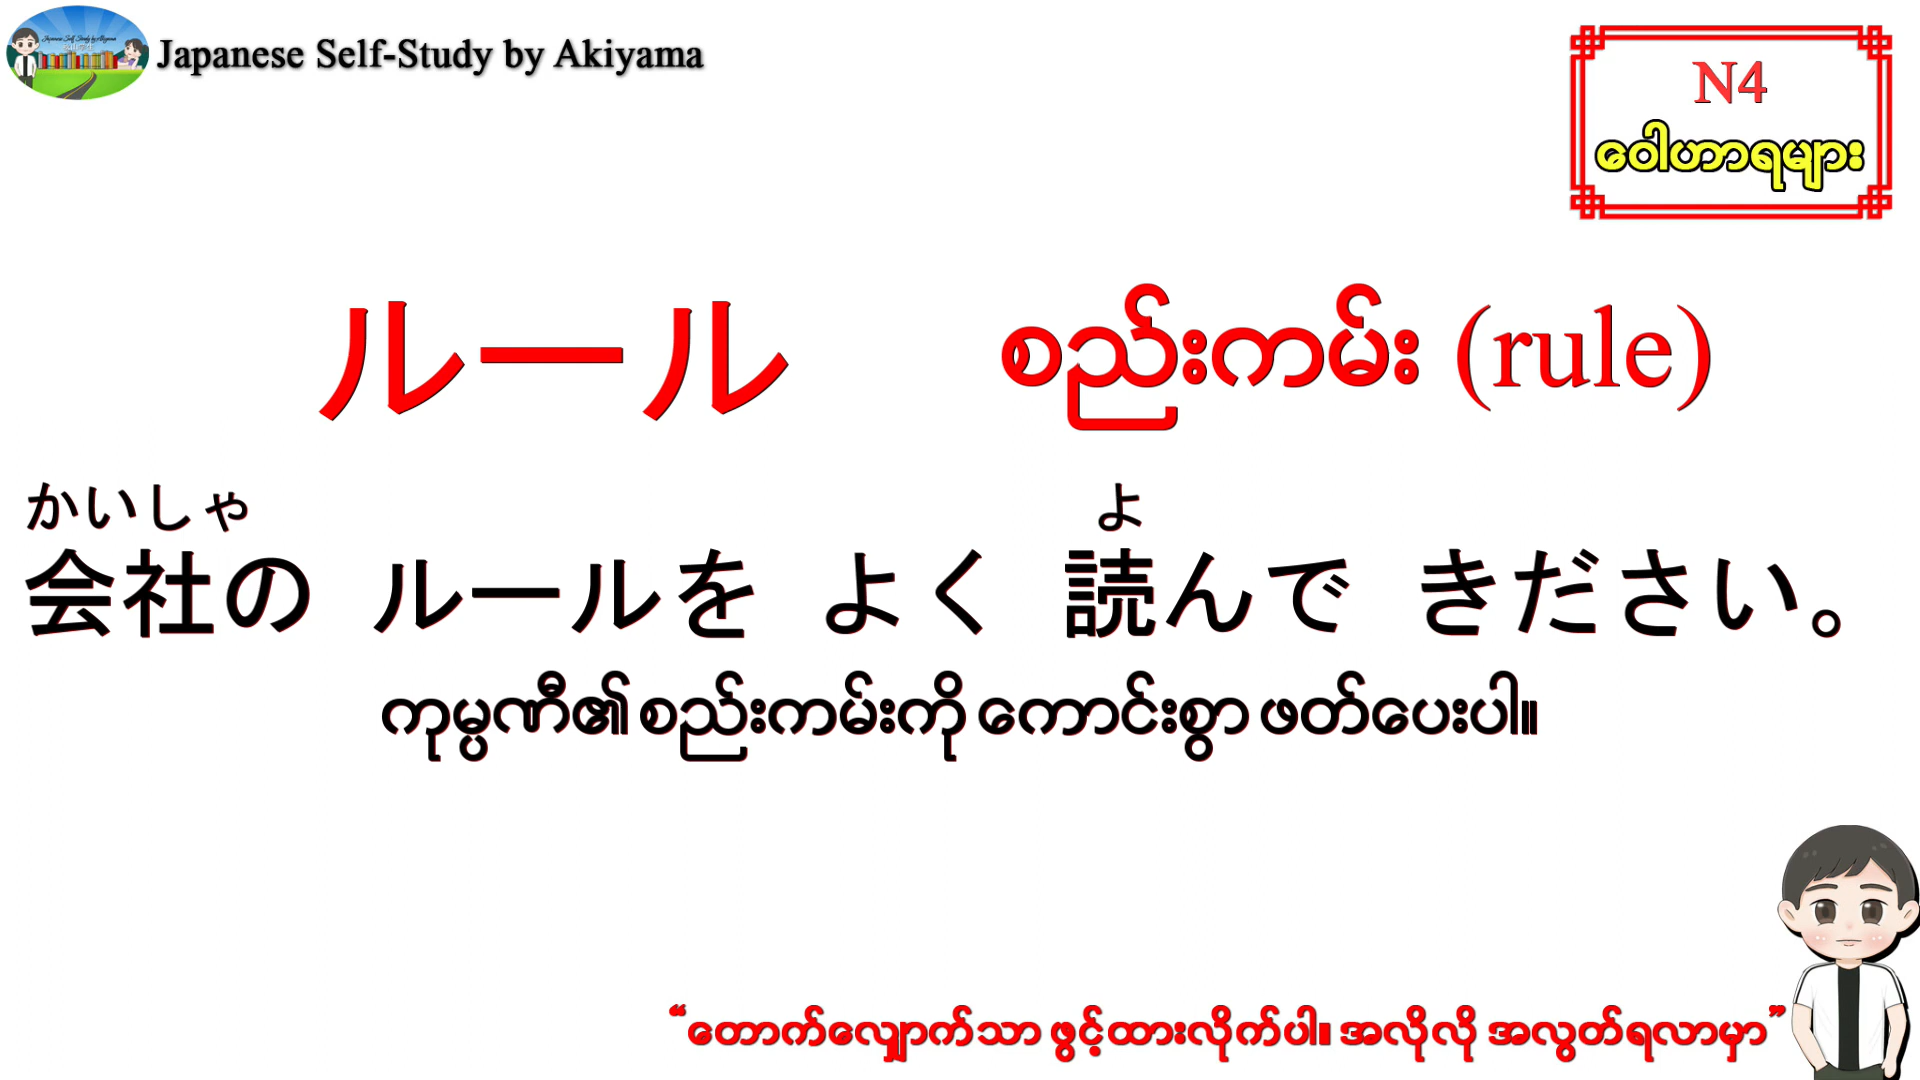 Japanese Self-Study by Akiyama
N4
ဝေါဟာရများ
ルール
စည်းကမ်း (rule)
かいしゃ
よ
会社の ルールを よく 読んで きださい。
ကုမ္ပဏီ၏ စည်းကမ်းကို ကောင်းစွာ ဖတ်ပေးပါ။
“တောက်လျှောက်သာ ဖွင့်ထားလိုက်ပါ။ အလိုလို အလွတ်ရလာမှာ”